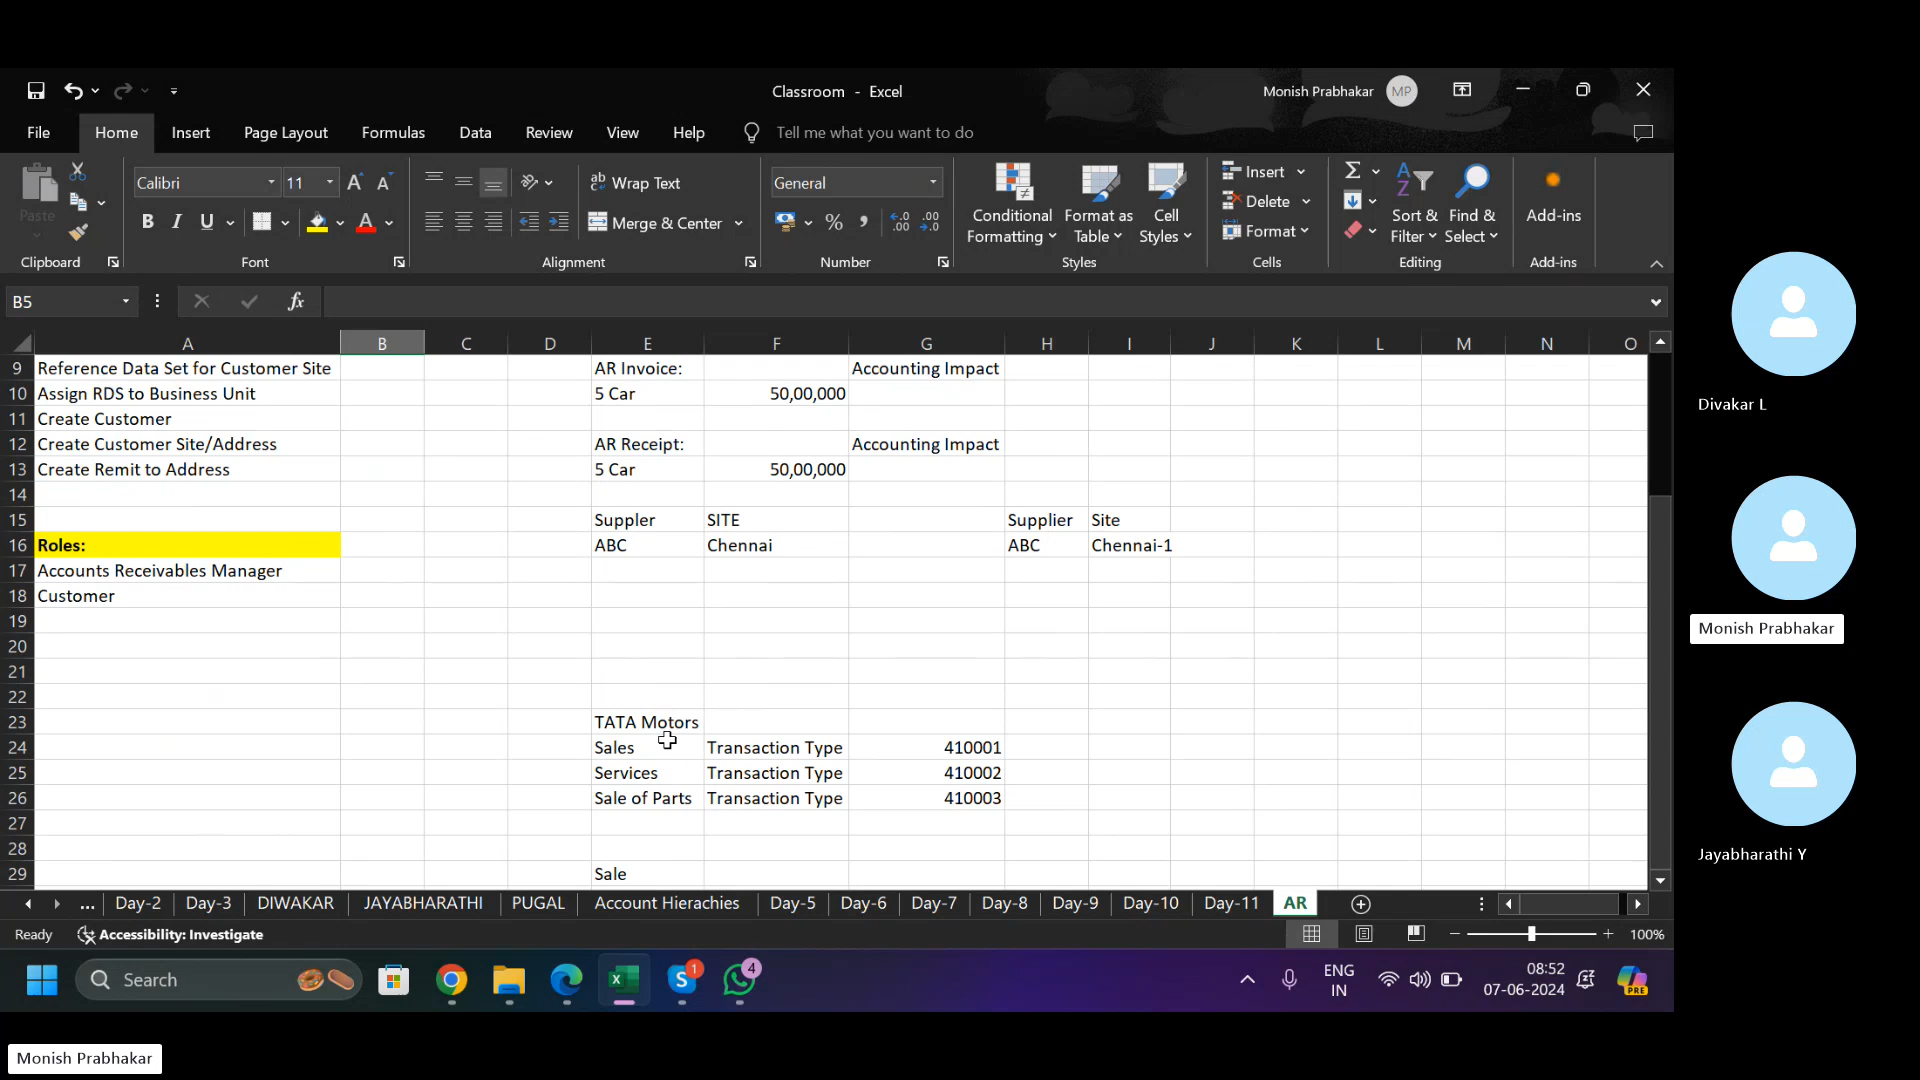 Classroom - Excel
Monish Prabhakar MP
File Home Insert Page Layout Formulas Data Review View Help Tell me what you want to do
Paste
Calibri 11
B I U
Wrap Text
Merge & Center
General
% ,
Conditional Formatting
Format as Table
Cell Styles
Insert
Delete
Format
Sort & Filter
Find & Select
Add-ins
Clipboard Font Alignment Number Styles Cells Editing Add-ins
B5 fx
A B C D E F G H I J K L M N O
9 Reference Data Set for Customer Site AR Invoice: Accounting Impact
10 Assign RDS to Business Unit 5 Car 50,00,000
11 Create Customer
12 Create Customer Site/Address AR Receipt: Accounting Impact
13 Create Remit to Address 5 Car 50,00,000
14
15 Suppler SITE Supplier Site
16 Roles: ABC Chennai ABC Chennai-1
17 Accounts Receivables Manager
18 Customer
19
20
21
22
23 TATA Motors
24 Sales Transaction Type 410001
25 Services Transaction Type 410002
26 Sale of Parts Transaction Type 410003
27
28
29 Sale
... Day-2 Day-3 DIWAKAR JAYABHARATHI PUGAL Account Hierachies Day-5 Day-6 Day-7 Day-8 Day-9 Day-10 Day-11 AR
Ready Accessibility: Investigate 100%
Search
1
4
ENG
IN
08:52
07-06-2024
PRE
Divakar L
Monish Prabhakar
Jayabharathi Y
Monish Prabhakar